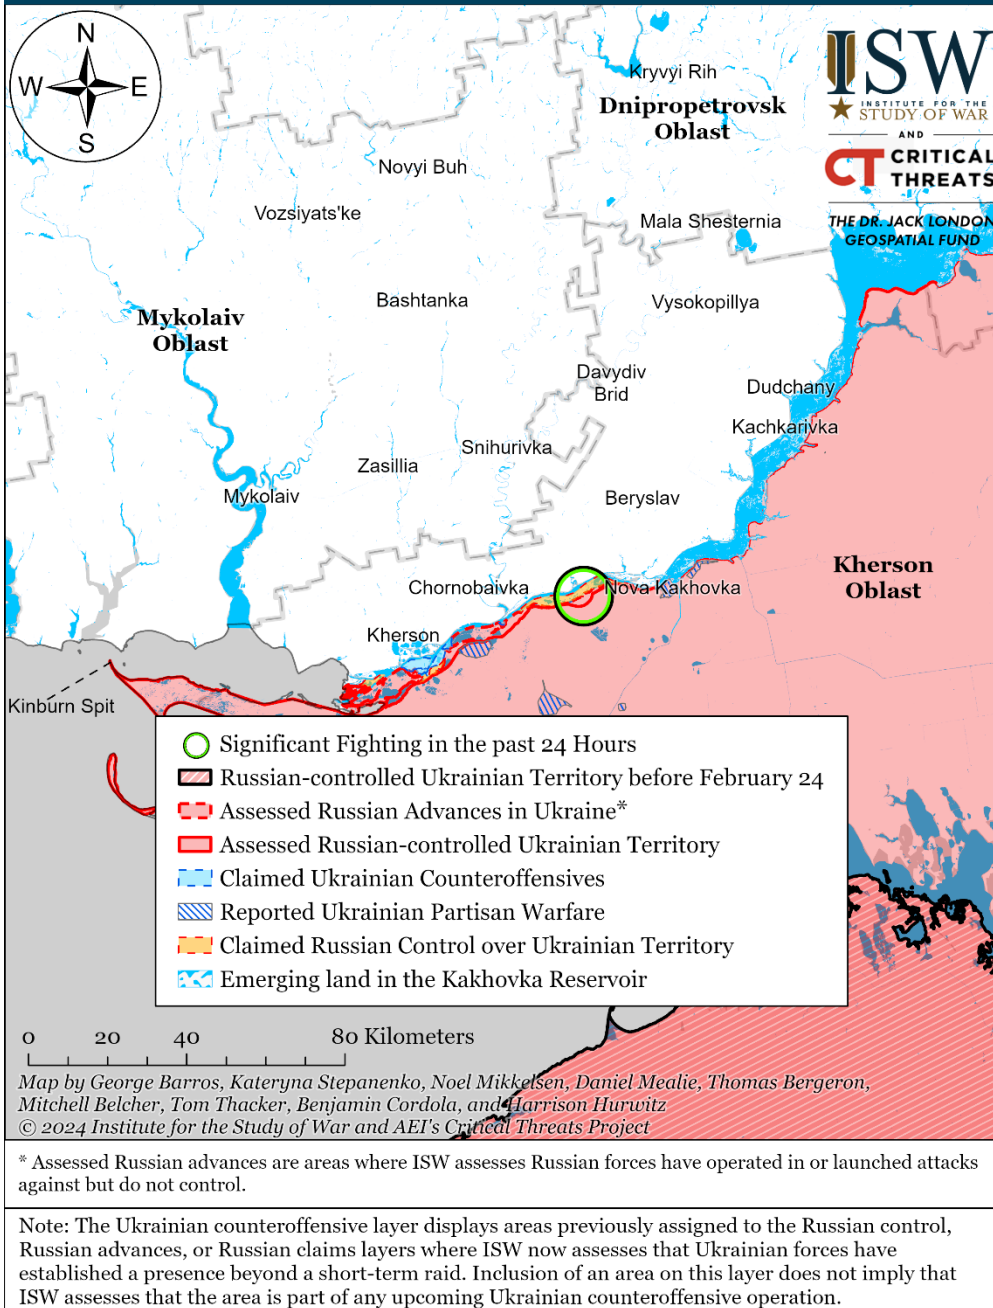 N
W E
S
ISW
INSTITUTE FOR THE
STUDY OF WAR
AND
CT CRITICAL
THREATS
THE DR. JACK LONDON
GEOSPATIAL FUND
Kryvyi Rih
Dnipropetrovsk
Oblast
Novyi Buh
Vozsiyats'ke
Mala Shesternia
Bashtanka
Vysokopillya
Mykolaiv
Oblast
Davydiv
Brid
Dudchany
Kachkarivka
Snihurivka
Zasillia
Mykolaiv
Beryslav
Kherson
Oblast
Chornobaivka
Nova Kakhovka
Kherson
Kinburn Spit
Significant Fighting in the past 24 Hours
Russian-controlled Ukrainian Territory before February 24
Assessed Russian Advances in Ukraine*
Assessed Russian-controlled Ukrainian Territory
Claimed Ukrainian Counteroffensives
Reported Ukrainian Partisan Warfare
Claimed Russian Control over Ukrainian Territory
Emerging land in the Kakhovka Reservoir
0 20 40 80 Kilometers
Map by George Barros, Kateryna Stepanenko, Noel Mikkelsen, Daniel Mealie, Thomas Bergeron,
Mitchell Belcher, Tom Thacker, Benjamin Cordola, and Harrison Hurwitz
© 2024 Institute for the Study of War and AEI's Critical Threats Project
* Assessed Russian advances are areas where ISW assesses Russian forces have operated in or launched attacks
against but do not control.
Note: The Ukrainian counteroffensive layer displays areas previously assigned to the Russian control,
Russian advances, or Russian claims layers where ISW now assesses that Ukrainian forces have
established a presence beyond a short-term raid. Inclusion of an area on this layer does not imply that
ISW assesses that the area is part of any upcoming Ukrainian counteroffensive operation.